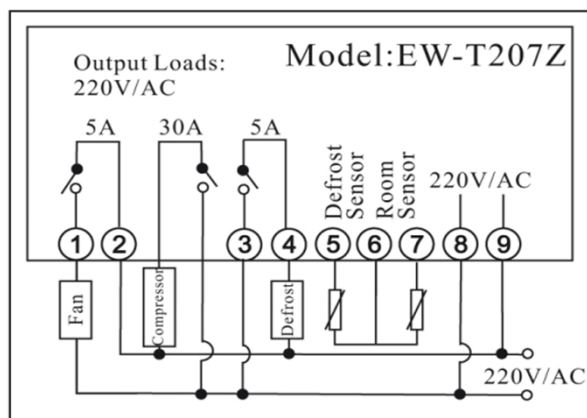 Output Loads: Model:EW-T207Z
220V/AC
5A 30A 5A
Defrost
Sensor
Room
Sensor
220V/AC
1 2 3 4 5 6 7 8 9
Fan
Compressor
Defrost
220V/AC